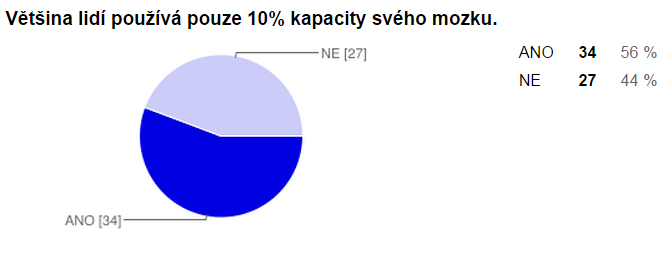 Většina lidí používá pouze 10% kapacity svého mozku.
NE [27]
ANO [34]
ANO 34 56 %
NE 27 44 %